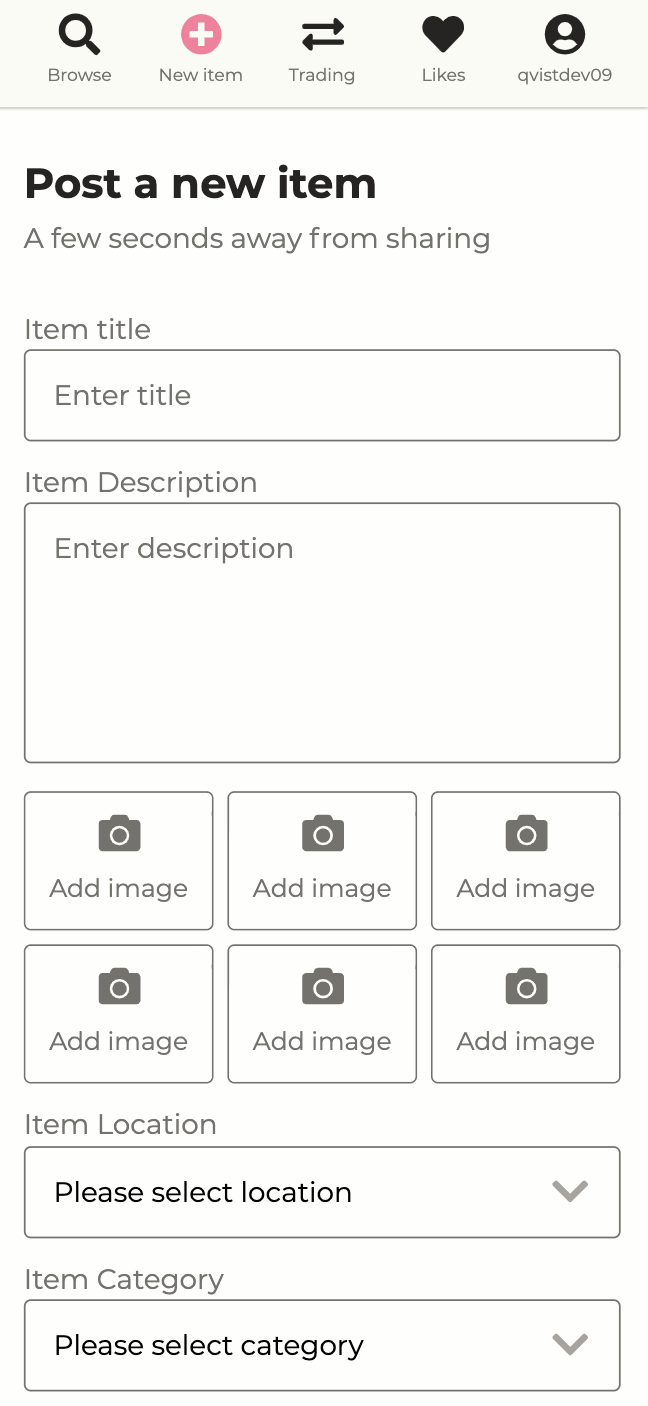 Browse
New item
Trading
Likes
qvistdev09
Post a new item
A few seconds away from sharing
Item title
Enter title
Item Description
Enter description
Add image
Add image
Add image
Add image
Add image
Add image
Item Location
Please select location
Item Category
Please select category